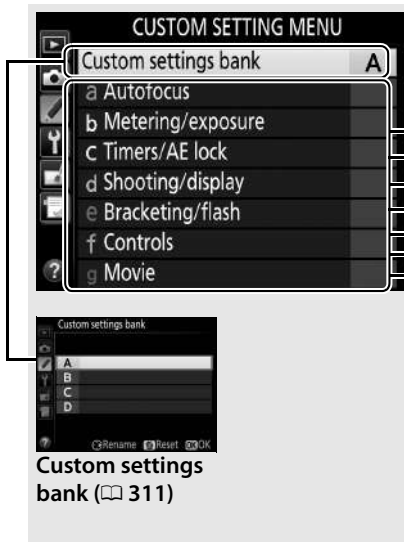 CUSTOM SETTING MENU
Custom settings bank A
a Autofocus
b Metering/exposure
c Timers/AE lock
d Shooting/display
e Bracketing/flash
f Controls
g Movie
?
Custom settings bank
A
B
C
D
? Rename Reset OK OK
Custom settings
bank (📖 311)